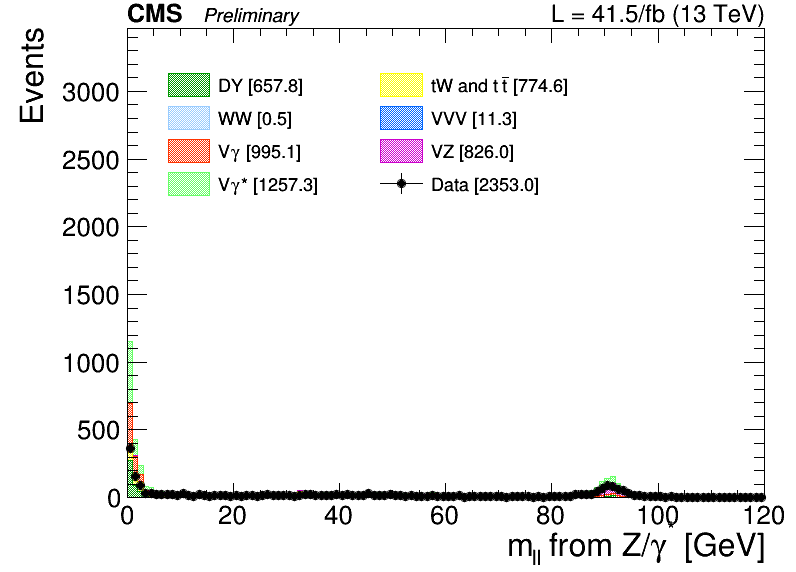 CMS Preliminary L = 41.5/fb (13 TeV)
Events
DY [657.8]
WW [0.5]
Vγ [995.1]
Vγ* [1257.3]
tW and tt̄ [774.6]
VVV [11.3]
VZ [826.0]
Data [2353.0]
3000
2500
2000
1500
1000
500
0
0 20 40 60 80 100 120
m_ll from Z/γ* [GeV]